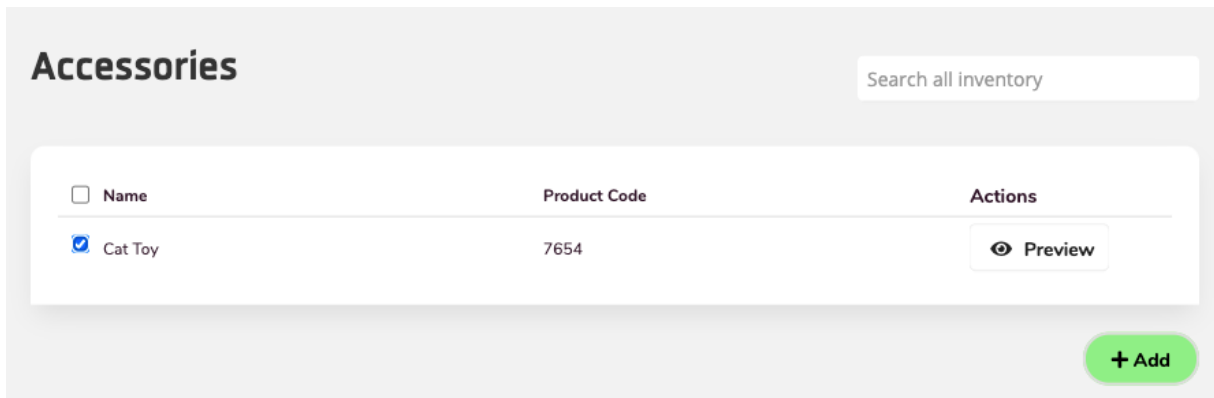 Accessories
Search all inventory
Name Product Code Actions
Cat Toy 7654 Preview
+ Add